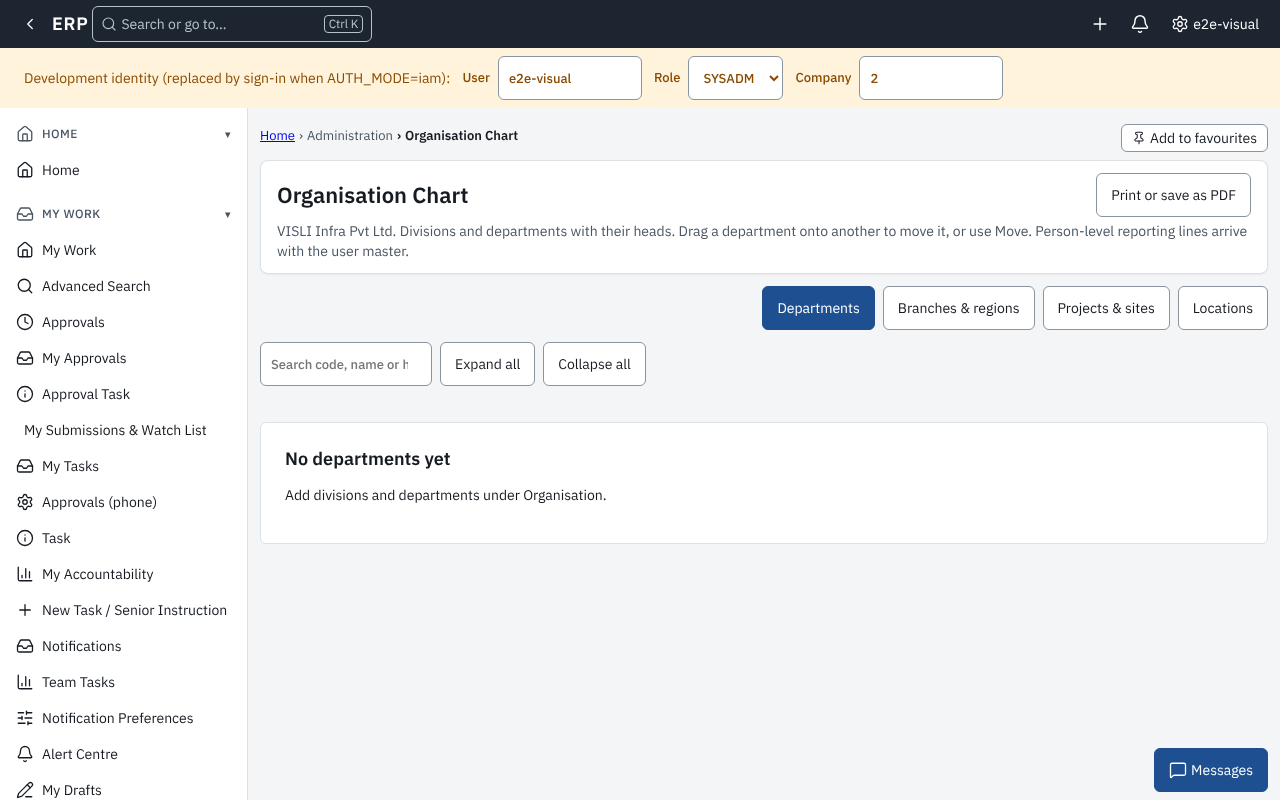 ERP
Search or go to...
Ctrl K
e2e-visual
Development identity (replaced by sign-in when AUTH_MODE=iam):
User
e2e-visual
Role
SYSADM
Company
2
HOME
Home
MY WORK
My Work
Advanced Search
Approvals
My Approvals
Approval Task
My Submissions & Watch List
My Tasks
Approvals (phone)
Task
My Accountability
New Task / Senior Instruction
Notifications
Team Tasks
Notification Preferences
Alert Centre
My Drafts
Home › Administration › Organisation Chart
Add to favourites
Organisation Chart
Print or save as PDF
VISLI Infra Pvt Ltd. Divisions and departments with their heads. Drag a department onto another to move it, or use Move. Person-level reporting lines arrive
with the user master.
Departments
Branches & regions
Projects & sites
Locations
Search code, name or h
Expand all
Collapse all
No departments yet
Add divisions and departments under Organisation.
Messages